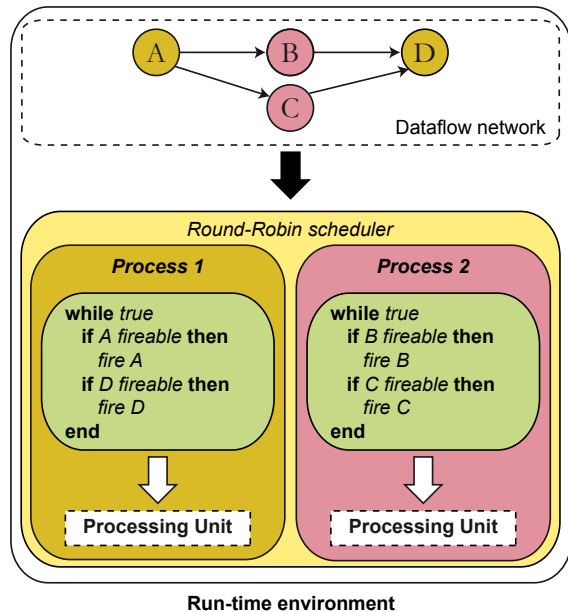 A
B
D
C
Dataflow network
Round-Robin scheduler
Process 1
while true
if A fireable then
fire A
if D fireable then
fire D
end
Processing Unit
Process 2
while true
if B fireable then
fire B
if C fireable then
fire C
end
Processing Unit
Run-time environment